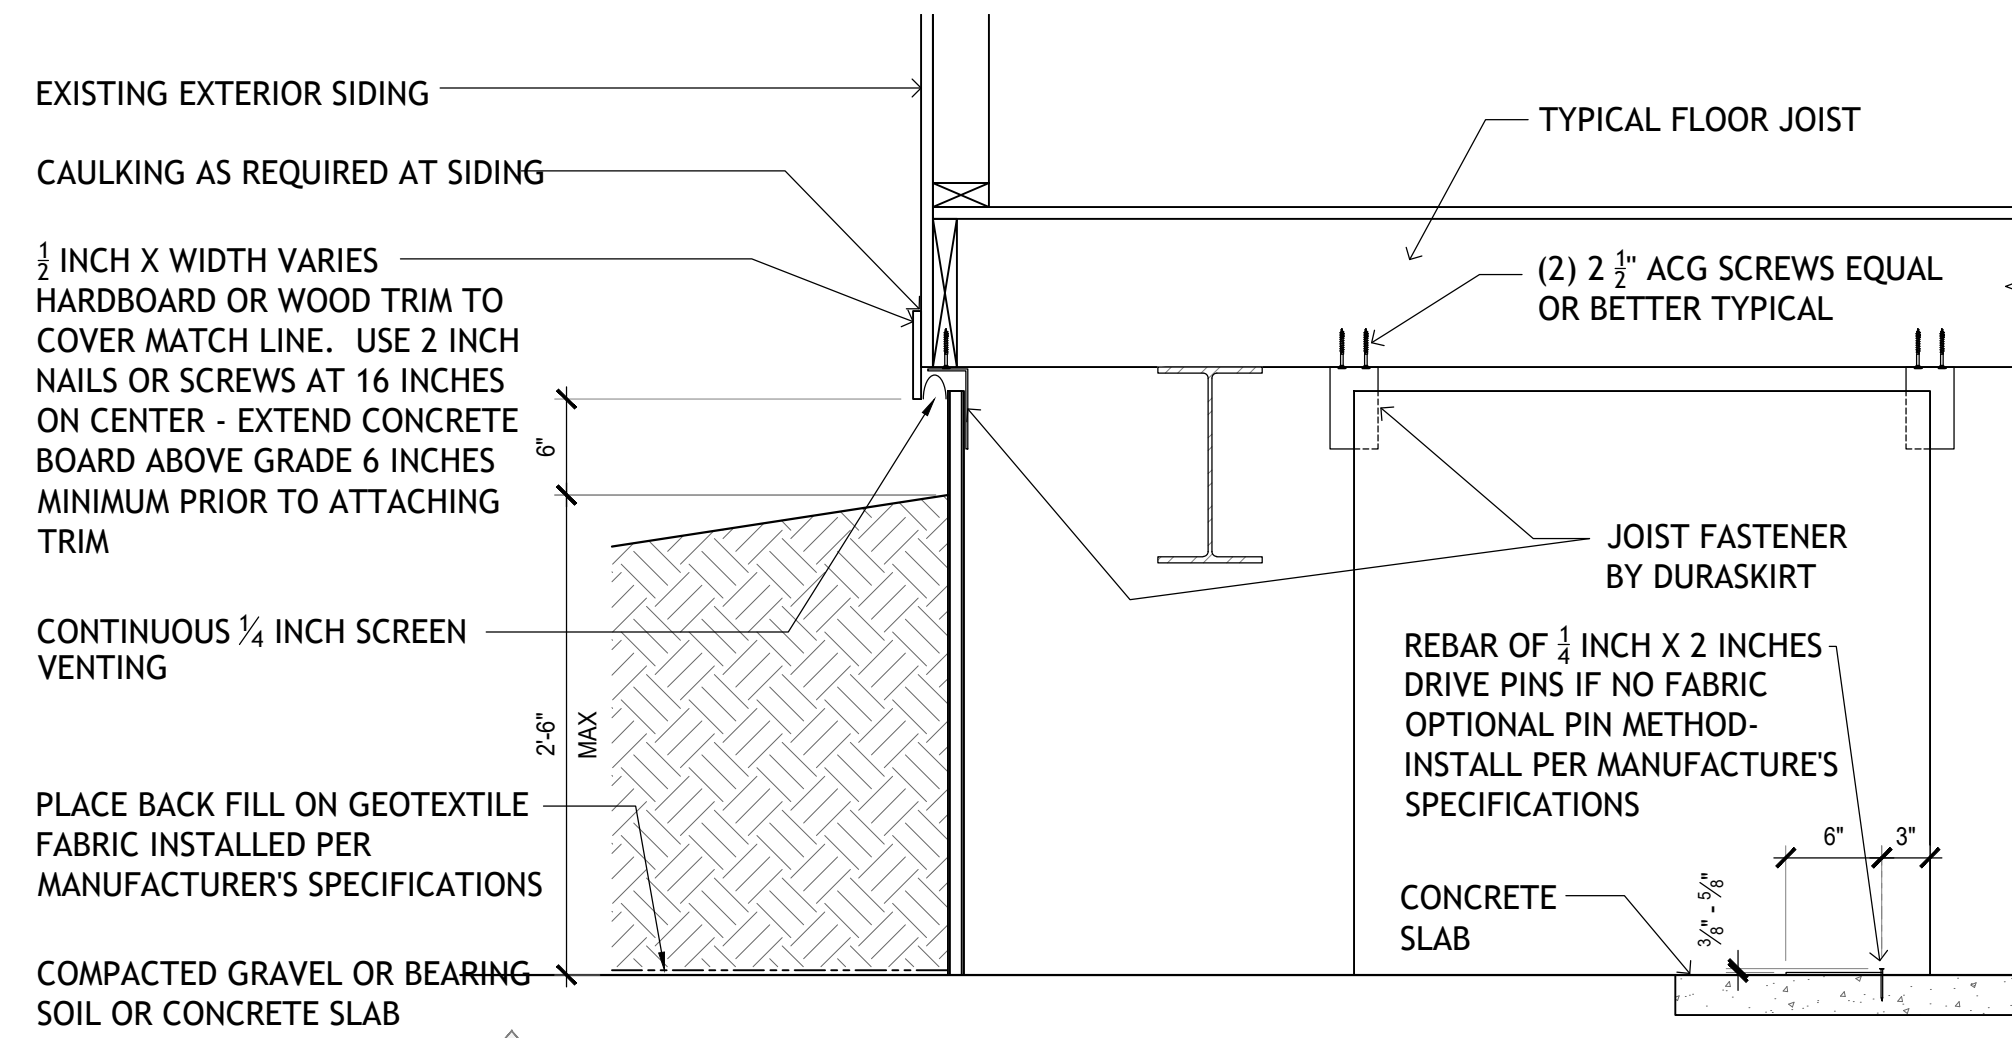 EXISTING EXTERIOR SIDING
CAULKING AS REQUIRED AT SIDING
1/2 INCH X WIDTH VARIES
HARDBOARD OR WOOD TRIM TO
COVER MATCH LINE. USE 2 INCH
NAILS OR SCREWS AT 16 INCHES
ON CENTER - EXTEND CONCRETE
BOARD ABOVE GRADE 6 INCHES
MINIMUM PRIOR TO ATTACHING
TRIM
CONTINUOUS 1/4 INCH SCREEN
VENTING
PLACE BACK FILL ON GEOTEXTILE
FABRIC INSTALLED PER
MANUFACTURER'S SPECIFICATIONS
COMPACTED GRAVEL OR BEARING
SOIL OR CONCRETE SLAB
6"
2'-6"
MAX
TYPICAL FLOOR JOIST
(2) 2 1/2" ACG SCREWS EQUAL
OR BETTER TYPICAL
JOIST FASTENER
BY DURASKIRT
REBAR OF 1/4 INCH X 2 INCHES
DRIVE PINS IF NO FABRIC
OPTIONAL PIN METHOD-
INSTALL PER MANUFACTURE'S
SPECIFICATIONS
6"
3"
CONCRETE
SLAB
3/8" - 5/8"